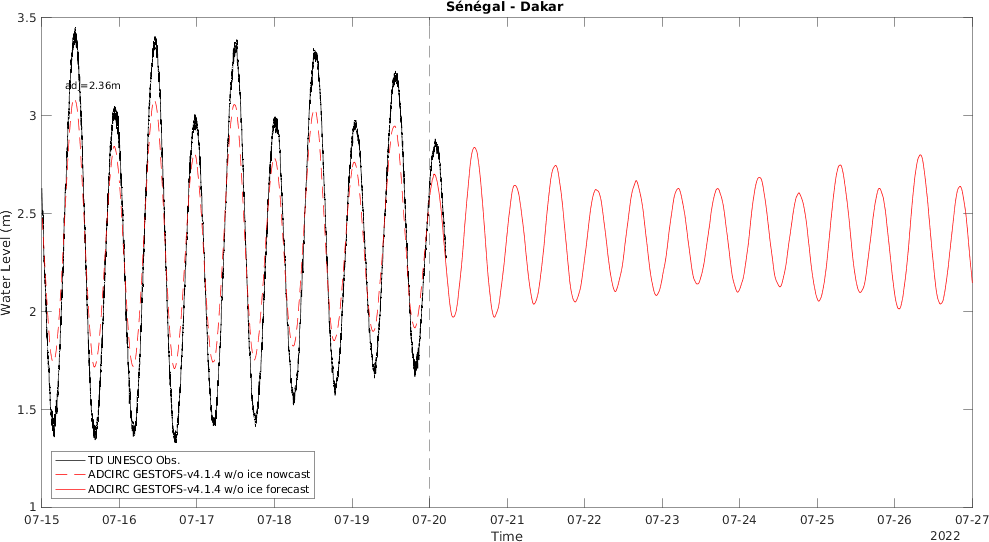 Sénégal - Dakar
3.5
3
2.5
2
1.5
1
Water Level (m)
ad =2.36m
TD UNESCO Obs.
ADCIRC GESTOFS-v4.1.4 w/o ice nowcast
ADCIRC GESTOFS-v4.1.4 w/o ice forecast
07-15 07-16 07-17 07-18 07-19 07-20 07-21 07-22 07-23 07-24 07-25 07-26 07-27
Time
2022